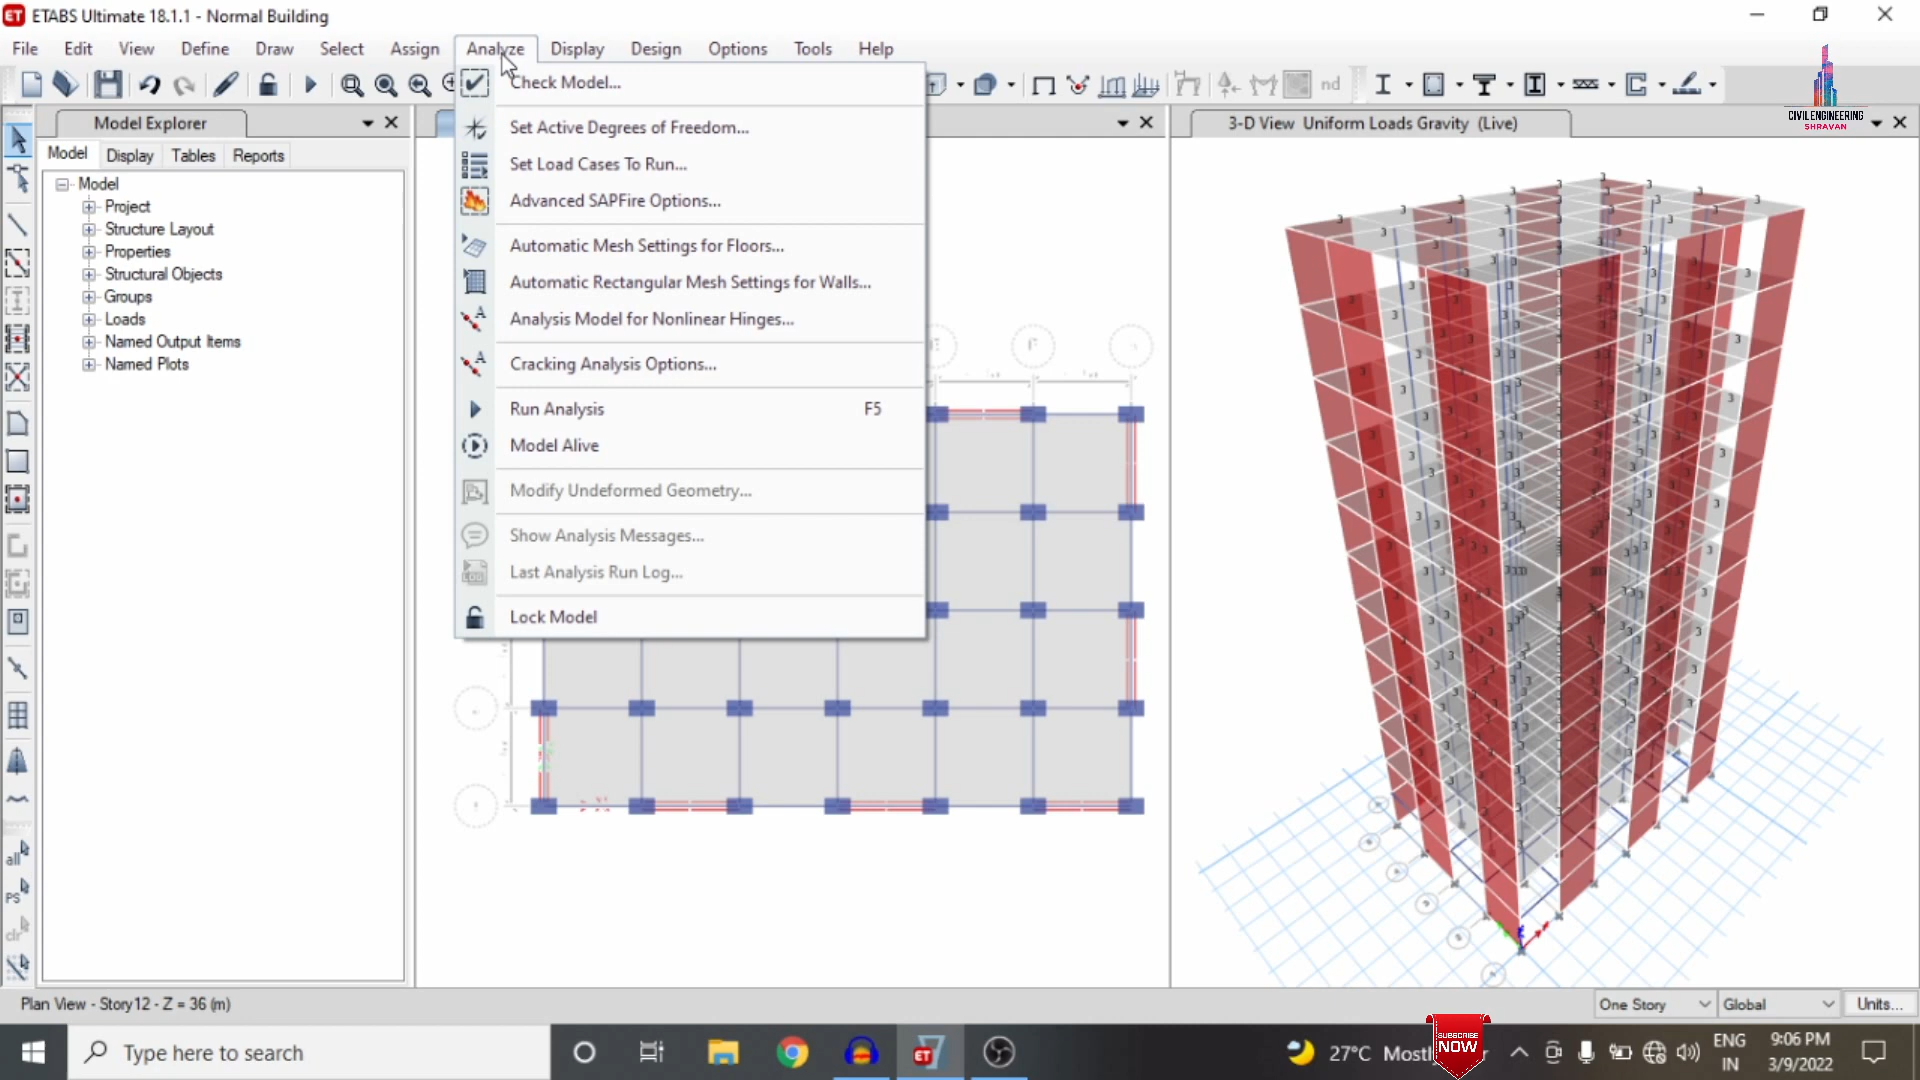 ETABS Ultimate 18.1.1 - Normal Building
File Edit View Define Draw Select Assign Analyze Display Design Options Tools Help
nd
CIVIL ENGINEERING
SHRAVAN
Model Explorer
Model Display Tables Reports
Model
Project
Structure Layout
Properties
Structural Objects
Groups
Loads
Named Output Items
Named Plots
Check Model...
Set Active Degrees of Freedom...
Set Load Cases To Run...
Advanced SAPFire Options...
Automatic Mesh Settings for Floors...
Automatic Rectangular Mesh Settings for Walls...
Analysis Model for Nonlinear Hinges...
Cracking Analysis Options...
Run Analysis F5
Model Alive
Modify Undeformed Geometry...
Show Analysis Messages...
Last Analysis Run Log...
Lock Model
3-D View Uniform Loads Gravity (Live)
all
PS
clr
Plan View - Story12 - Z = 36 (m)
One Story Global Units...
Type here to search
27°C
SUBSCRIBE
NOW
ENG
IN
9:06 PM
3/9/2022